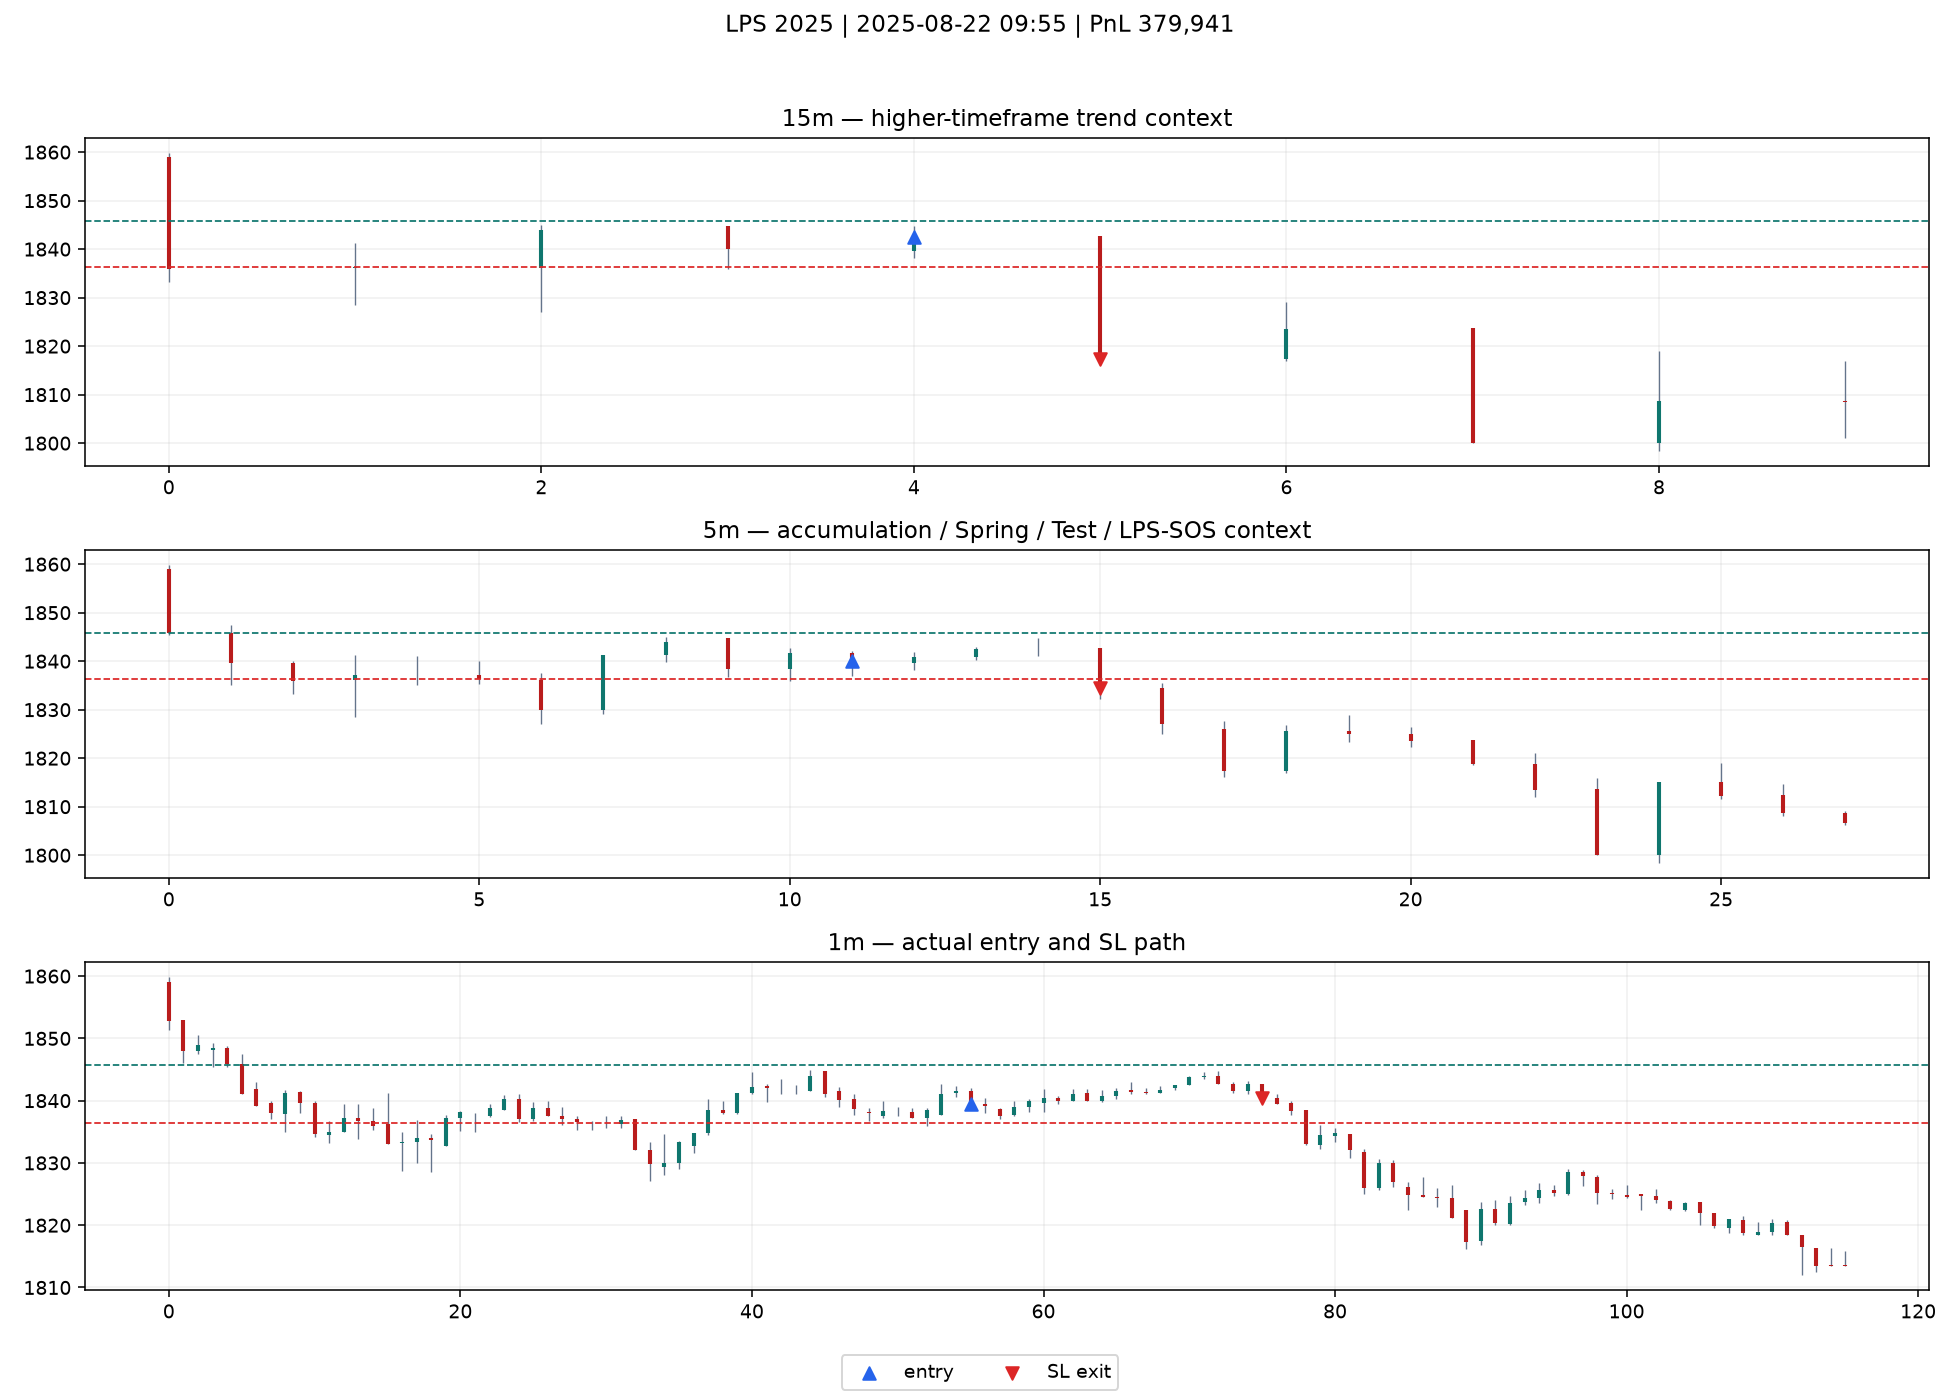 LPS 2025 | 2025-08-22 09:55 | PnL 379,941
15m — higher-timeframe trend context
1860
1850
1840
1830
1820
1810
1800
0 2 4 6 8
5m — accumulation / Spring / Test / LPS-SOS context
1860
1850
1840
1830
1820
1810
1800
0 5 10 15 20 25
1m — actual entry and SL path
1860
1850
1840
1830
1820
1810
0 20 40 60 80 100 120
entry SL exit